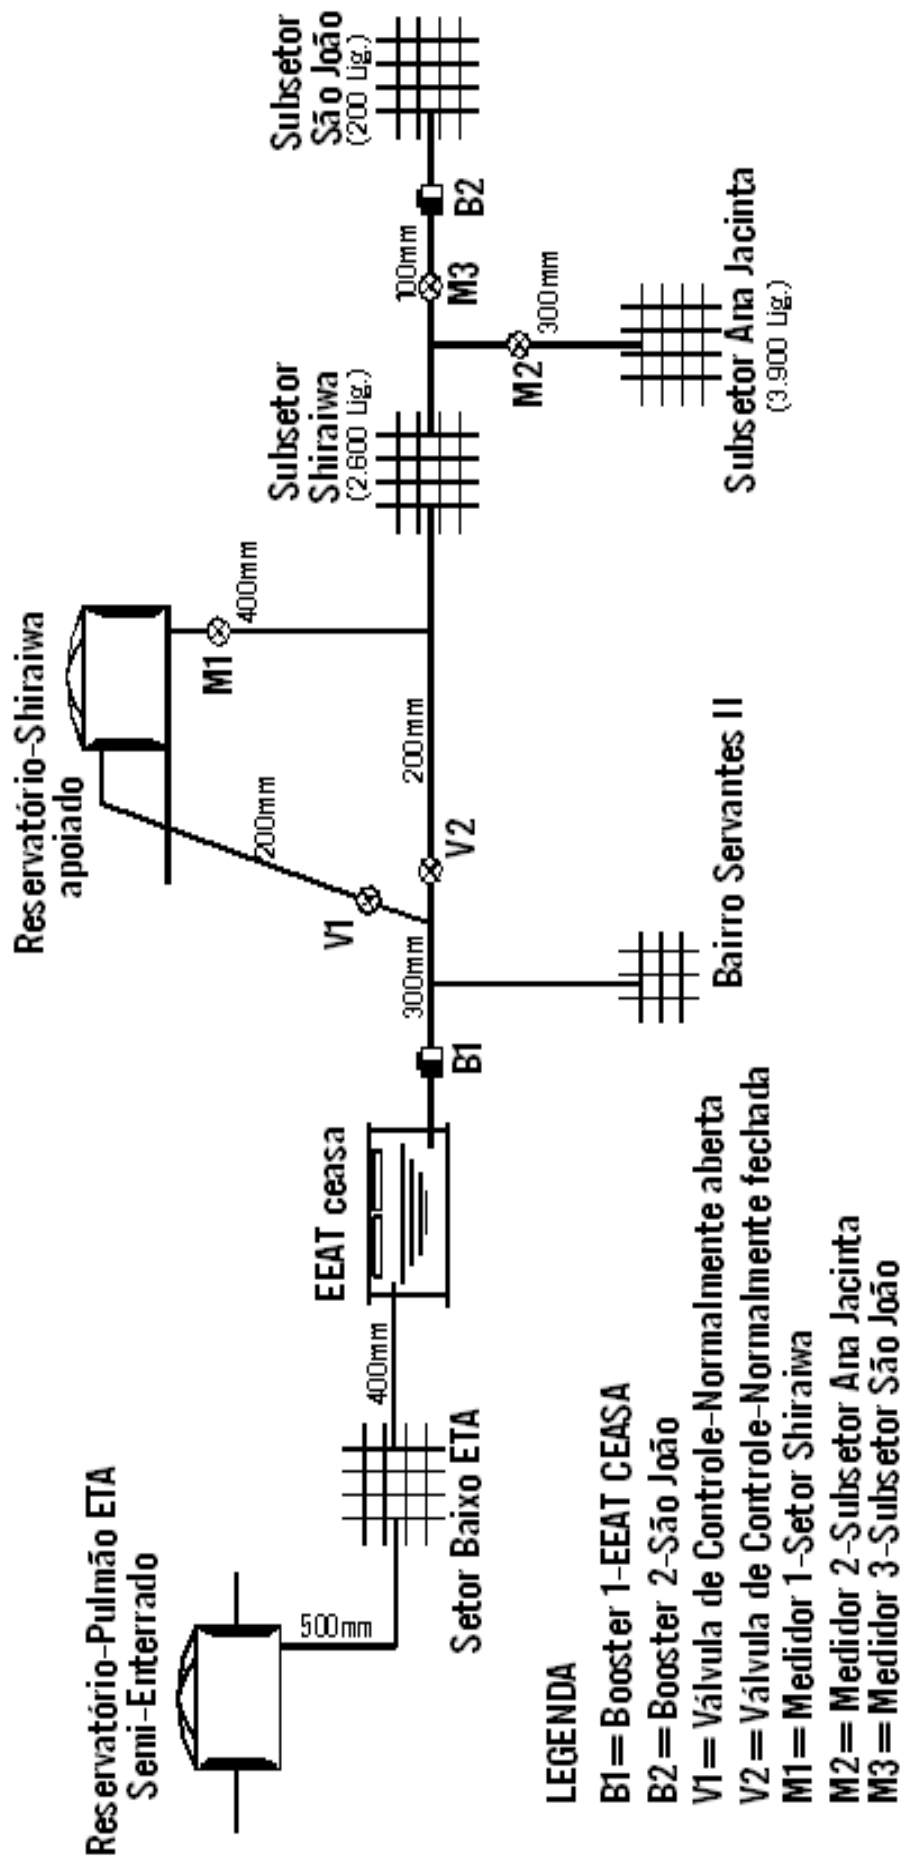 Reservatório-Pulmão ETA
Semi-Enterrado
500mm
Setor Baixo ETA
400mm
EEAT ceasa
B1
300mm
Bairro Servantes II
V1
200mm
V2
200mm
Reservatório-Shiraiwa
apoiado
M1
400mm
Subsetor
Shiraiwa
(2.600 Lig.)
M2
300mm
Subsetor Ana Jacinta
(3.900 Lig.)
100mm
M3
B2
Subsetor
São João
(200 Lig.)
LEGENDA
B1= Booster 1-EEAT CEASA
B2= Booster 2-São João
V1= Válvula de Controle-Normalmente aberta
V2= Válvula de Controle-Normalmente fechada
M1= Medidor 1-Setor Shiraiwa
M2= Medidor 2-Subsetor Ana Jacinta
M3= Medidor 3-Subsetor São João